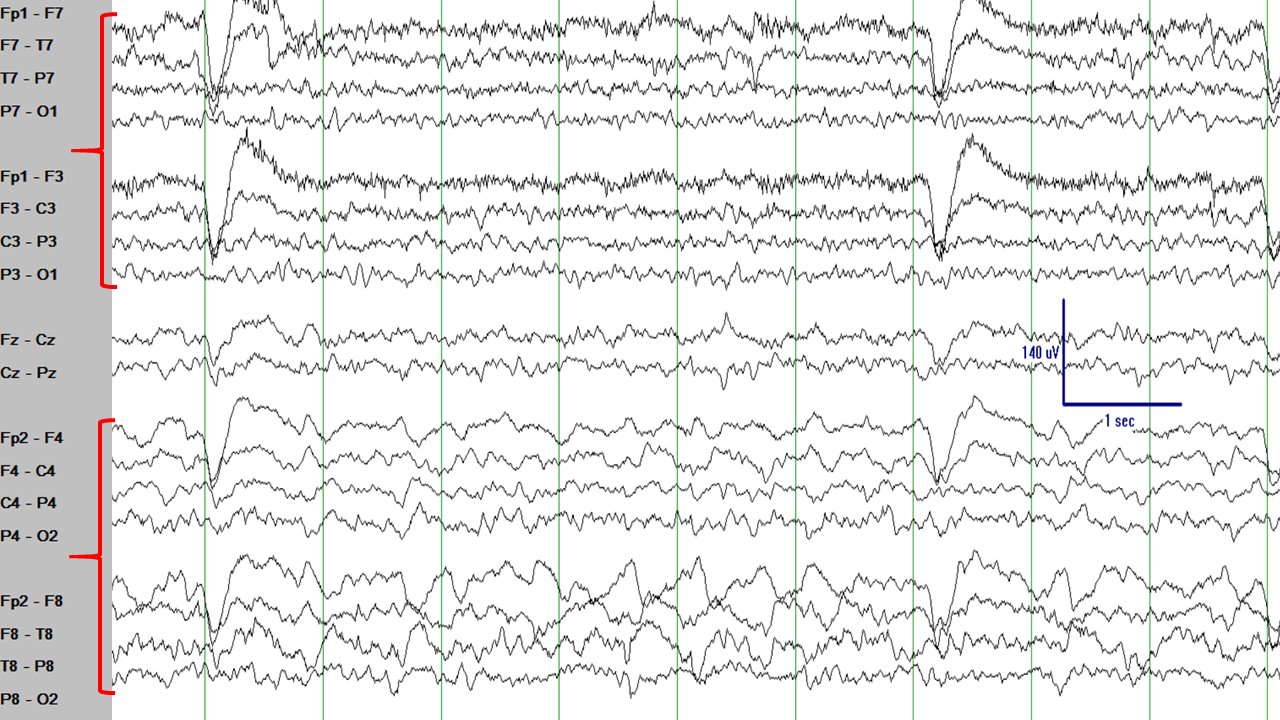 Fp1 - F7
F7 - T7
T7 - P7
P7 - O1
Fp1 - F3
F3 - C3
C3 - P3
P3 - O1
Fz - Cz
Cz - Pz
140 uV
1 sec
Fp2 - F4
F4 - C4
C4 - P4
P4 - O2
Fp2 - F8
F8 - T8
T8 - P8
P8 - O2